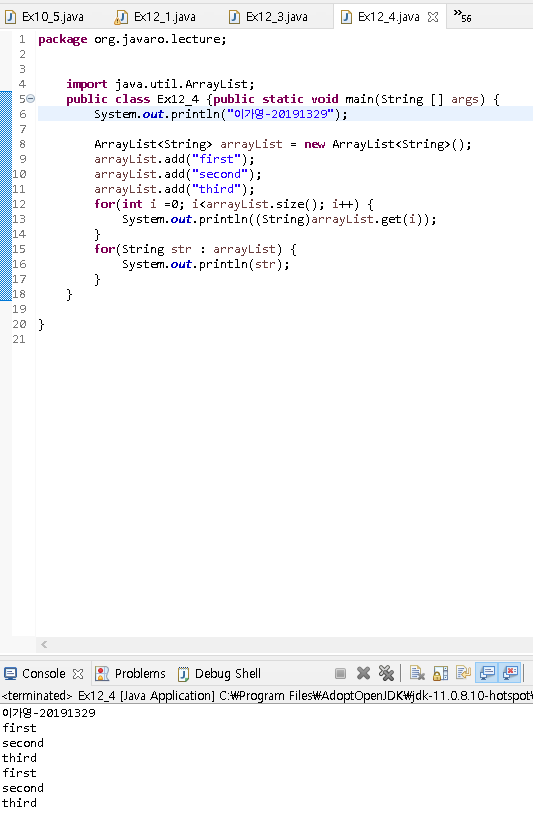 Ex10_5.java Ex12_1.java Ex12_3.java Ex12_4.java »56
1 package org.javaro.lecture;
2
3
4 import java.util.ArrayList;
5 public class Ex12_4 {public static void main(String [] args) {
6 System.out.println("이가영-20191329");
7
8 ArrayList<String> arrayList = new ArrayList<String>();
9 arrayList.add("first");
10 arrayList.add("second");
11 arrayList.add("third");
12 for(int i =0; i<arrayList.size(); i++) {
13 System.out.println((String)arrayList.get(i));
14 }
15 for(String str : arrayList) {
16 System.out.println(str);
17 }
18 }
19
20 }
21
Console Problems Debug Shell
<terminated> Ex12_4 [Java Application] C:₩Program Files₩AdoptOpenJDK₩jdk-11.0.8.10-hotspot₩
이가영-20191329
first
second
third
first
second
third